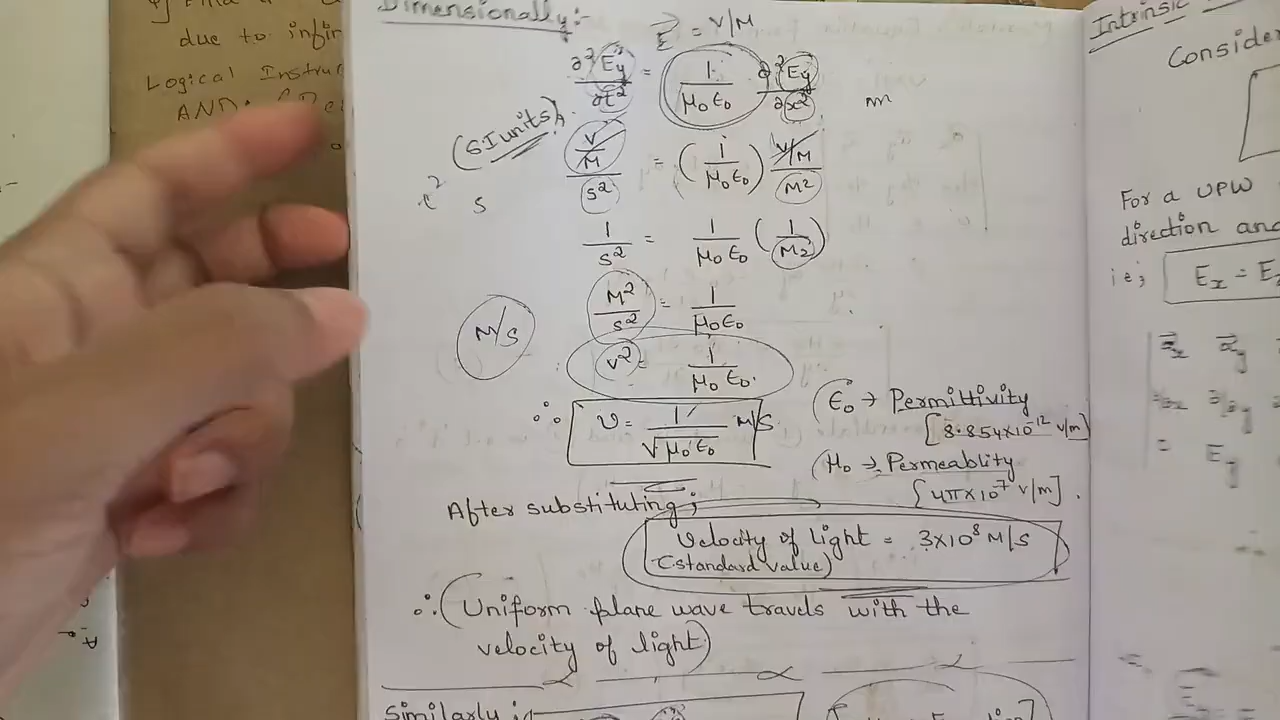 due to infin
Logical Instru
AND:
Dimensionally:-
E⃗ = V/M
∂²Ey/∂t² = 1/μ₀ε₀ ∂²Ey/∂x²
m
(SI units)
V/M/s² = (1/μ₀ε₀) V/M/M²
s
1/s² = 1/μ₀ε₀ (1/M²)
M²/s² = 1/μ₀ε₀
M/s
v² = 1/μ₀ε₀.
∴ υ = 1/√μ₀ε₀ M/s
ε₀ → Permittivity
[8.854×10⁻¹² v/m]
μ₀ → Permeablity
[4π×10⁻⁷ v/m].
After substituting;
Velocity of light = 3×10⁸ M/s
(standard value)
∴ (Uniform plane wave travels with the
velocity of light)
Similarly
Intrinsic
Consider
For a UPW
direction and
ie; Ex = E
a⃗x a⃗y
∂/∂x ∂/∂y
= Ey